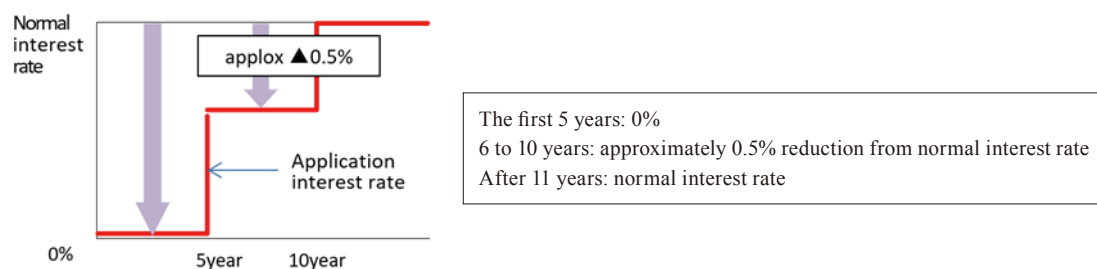 Normal
interest
rate
applox ▲0.5%
Application
interest rate
0%
5year
10year
The first 5 years: 0%
6 to 10 years: approximately 0.5% reduction from normal interest rate
After 11 years: normal interest rate